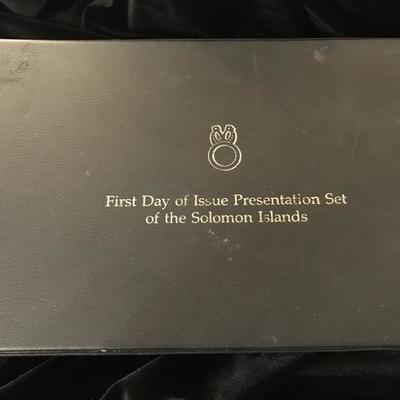 First Day of Issue Presentation Set
of the Solomon Islands